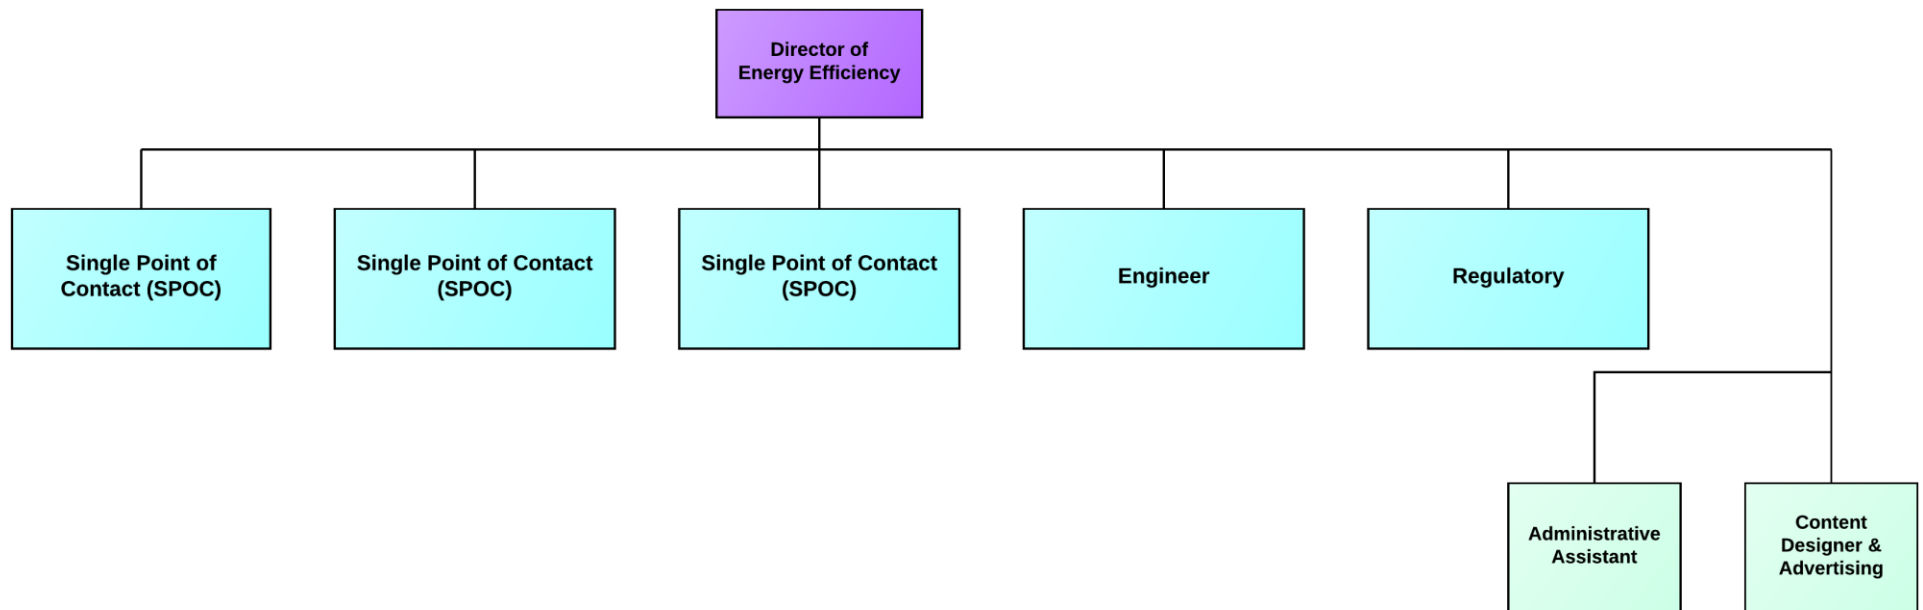 Director of
Energy Efficiency
Single Point of
Contact (SPOC)
Single Point of Contact
(SPOC)
Single Point of Contact
(SPOC)
Engineer
Regulatory
Administrative
Assistant
Content
Designer &
Advertising